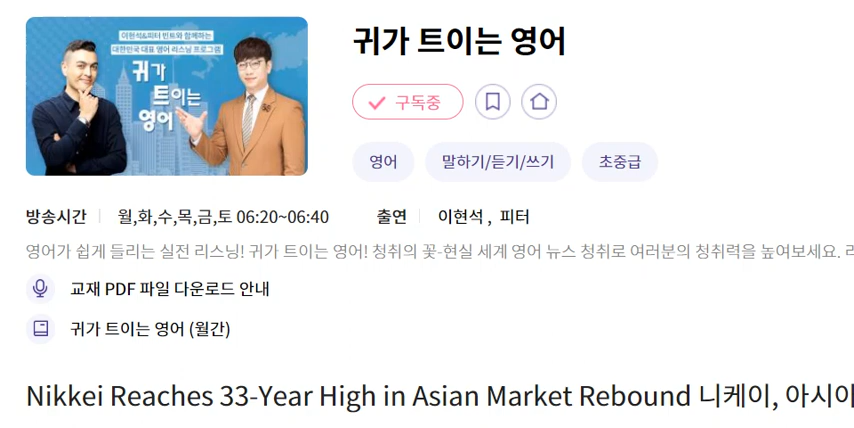 이현석&피터 빈트와 함께하는
대한민국 대표 영어 리스닝 프로그램
귀가
트이는
영어
귀가 트이는 영어
구독중
영어 말하기/듣기/쓰기 초중급
방송시간 월,화,수,목,금,토 06:20~06:40 출연 이현석 , 피터
영어가 쉽게 들리는 실전 리스닝! 귀가 트이는 영어! 청취의 꽃-현실 세계 영어 뉴스 청취로 여러분의 청취력을 높여보세요.
교재 PDF 파일 다운로드 안내
귀가 트이는 영어 (월간)
Nikkei Reaches 33-Year High in Asian Market Rebound 니케이, 아시아